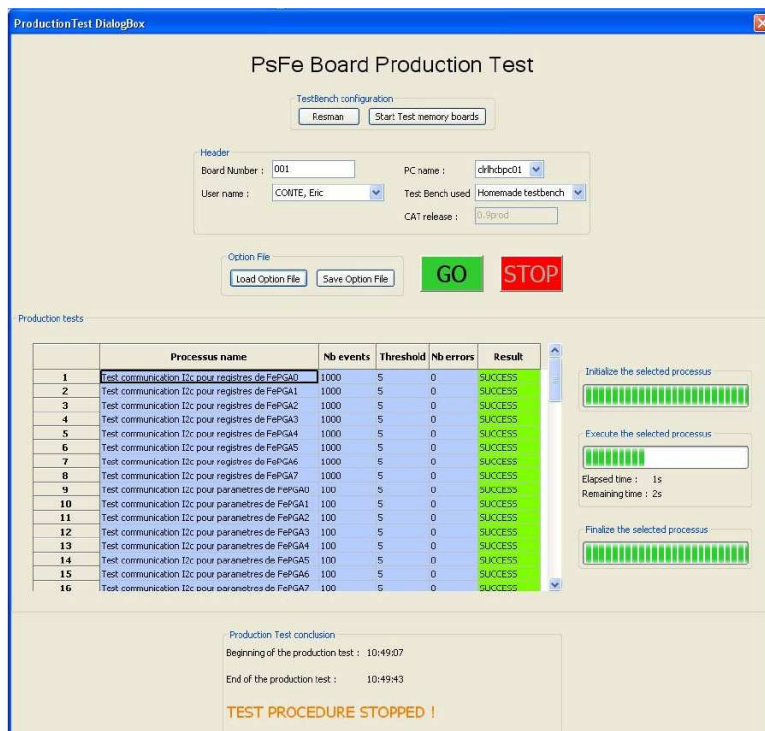 ProductionTest DialogBox
PsFe Board Production Test
TestBench configuration
Resman
Start Test memory boards
Header
Board Number : 001
PC name : clrlhcbpc01
User name : CONTE, Eric
Test Bench used Homemade testbench
CAT release : 0.9prod
Option File
Load Option File
Save Option File
GO
STOP
Production tests
Processus name Nb events Threshold Nb errors Result
1 Test communication I2c pour registres de FePGA0 1000 5 0 SUCCESS
2 Test communication I2c pour registres de FePGA1 1000 5 0 SUCCESS
3 Test communication I2c pour registres de FePGA2 1000 5 0 SUCCESS
4 Test communication I2c pour registres de FePGA3 1000 5 0 SUCCESS
5 Test communication I2c pour registres de FePGA4 1000 5 0 SUCCESS
6 Test communication I2c pour registres de FePGA5 1000 5 0 SUCCESS
7 Test communication I2c pour registres de FePGA6 1000 5 0 SUCCESS
8 Test communication I2c pour registres de FePGA7 1000 5 0 SUCCESS
9 Test communication I2c pour parametres de FePGA0 100 5 0 SUCCESS
10 Test communication I2c pour parametres de FePGA1 100 5 0 SUCCESS
11 Test communication I2c pour parametres de FePGA2 100 5 0 SUCCESS
12 Test communication I2c pour parametres de FePGA3 100 5 0 SUCCESS
13 Test communication I2c pour parametres de FePGA4 100 5 0 SUCCESS
14 Test communication I2c pour parametres de FePGA5 100 5 0 SUCCESS
15 Test communication I2c pour parametres de FePGA6 100 5 0 SUCCESS
16 Test communication I2c pour parametres de FePGA7 100 5 0 SUCCESS
Initialize the selected processus
Execute the selected processus
Elapsed time : 1s
Remaining time : 2s
Finalize the selected processus
Production Test conclusion
Beginning of the production test : 10:49:07
End of the production test : 10:49:43
TEST PROCEDURE STOPPED !